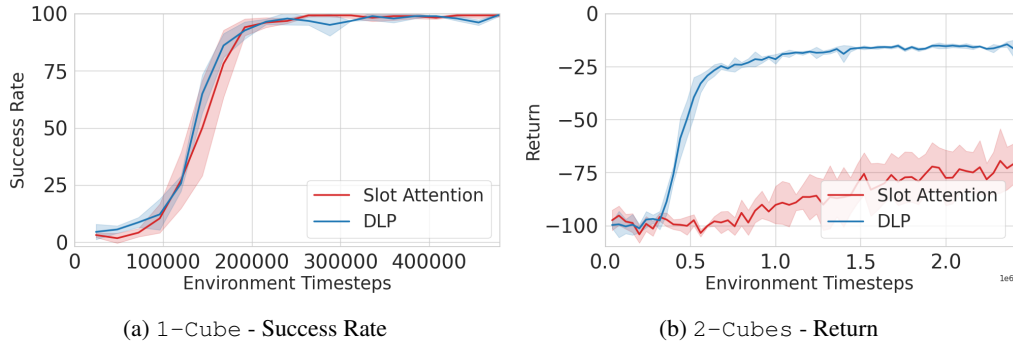 100
75
50
25
0
Success Rate
Slot Attention
DLP
0 100000 200000 300000 400000
Environment Timesteps
(a) 1-Cube - Success Rate
0
−25
−50
−75
−100
Return
Slot Attention
DLP
0.0 0.5 1.0 1.5 2.0
1e6
Environment Timesteps
(b) 2-Cubes - Return